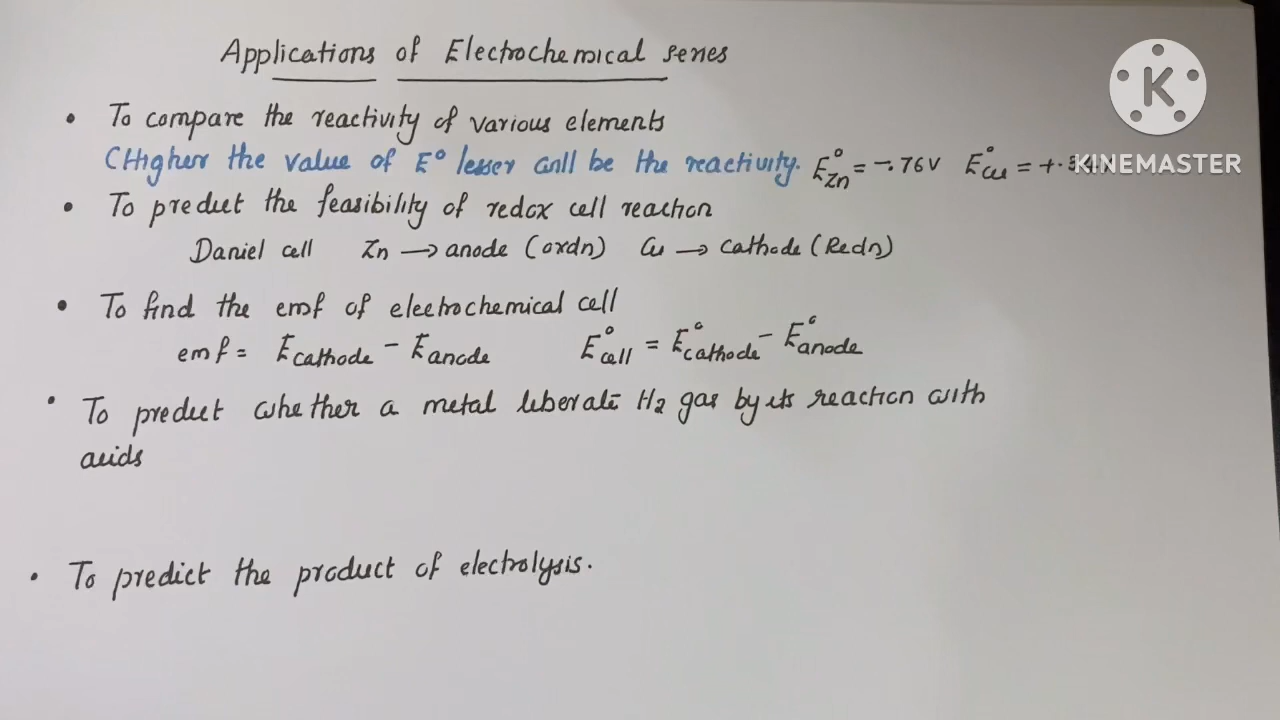 Applications of Electrochemical series
• To compare the reactivity of various elements
(Higher the value of E° lesser will be the reactivity. E°Zn = -.76V E°Cu = +.34
KINEMASTER
• To predict the feasibility of redox cell reaction
Daniel cell Zn → anode (oxdn) Cu → cathode (Redn)
• To find the emf of electrochemical cell
emf = Ecathode - Eanode E°cell = E°cathode - E°anode
• To predict whether a metal liberate H2 gas by its reaction with
acids
• To predict the product of electrolysis.